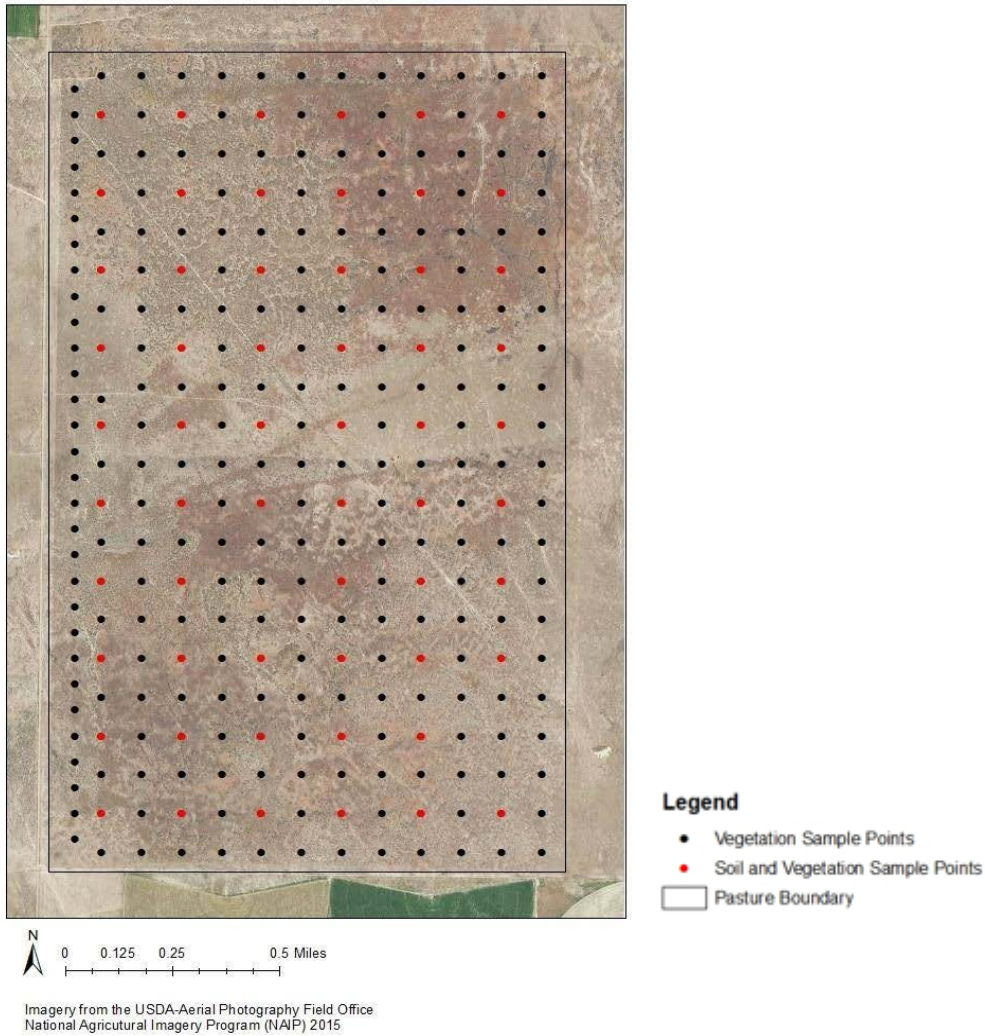 Legend
Vegetation Sample Points
Soil and Vegetation Sample Points
Pasture Boundary
N
0 0.125 0.25 0.5 Miles
Imagery from the USDA-Aerial Photography Field Office
National Agricutural Imagery Program (NAIP) 2015